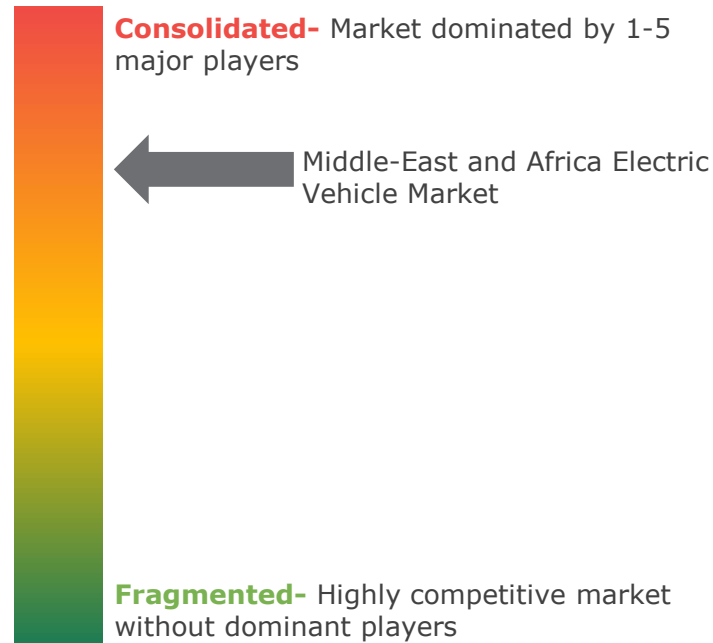 Consolidated- Market dominated by 1-5
major players
Middle-East and Africa Electric
Vehicle Market
Fragmented- Highly competitive market
without dominant players